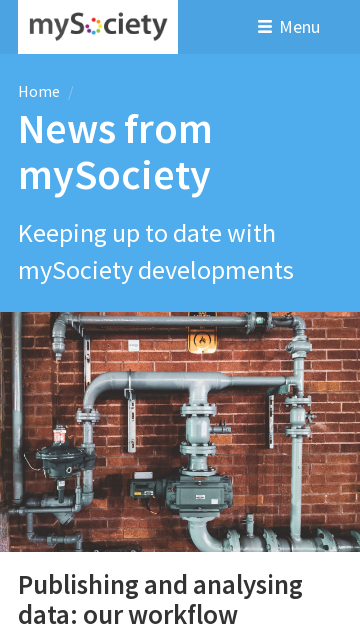 mySociety
Menu
Home /
News from
mySociety
Keeping up to date with
mySociety developments
Publishing and analysing
data: our workflow